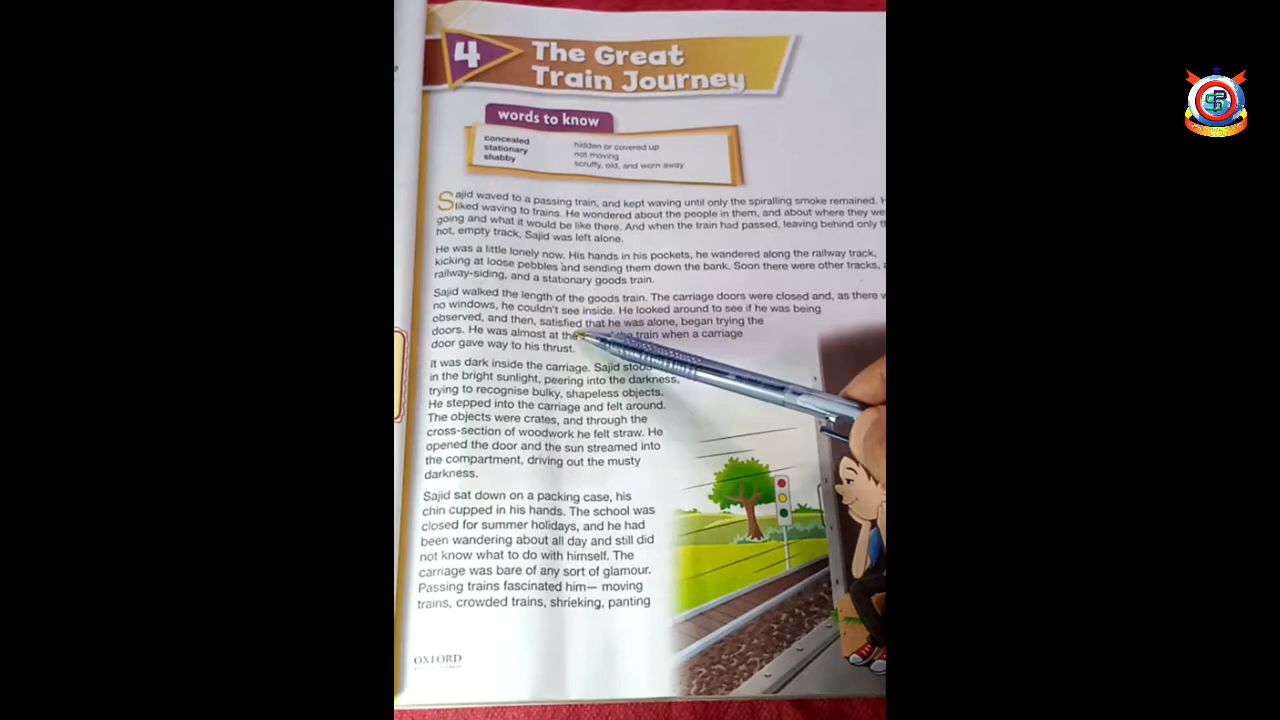 4
The Great
Train Journey
words to know
concealed hidden or covered up
stationary not moving
shabby scruffy, old, and worn away
Sajid waved to a passing train, and kept waving until only the spiralling smoke remained.
liked waving to trains. He wondered about the people in them, and about where they
going and what it would be like there. And when the train had passed, leaving behind only
hot, empty track, Sajid was left alone.
He was a little lonely now. His hands in his pockets, he wandered along the railway track,
kicking at loose pebbles and sending them down the bank. Soon there were other tracks,
railway-siding, and a stationary goods train.
Sajid walked the length of the goods train. The carriage doors were closed and, as there
no windows, he couldn't see inside. He looked around to see if he was being
observed, and then, satisfied that he was alone, began trying the
doors. He was almost at the train when a carriage
door gave way to his thrust.
It was dark inside the carriage. Sajid stood
in the bright sunlight, peering into the darkness,
trying to recognise bulky, shapeless objects.
He stepped into the carriage and felt around.
The objects were crates, and through the
cross-section of woodwork he felt straw. He
opened the door and the sun streamed into
the compartment, driving out the musty
darkness.
Sajid sat down on a packing case, his
chin cupped in his hands. The school was
closed for summer holidays, and he had
been wandering about all day and still did
not know what to do with himself. The
carriage was bare of any sort of glamour.
Passing trains fascinated him— moving
trains, crowded trains, shrieking, panting
OXFORD